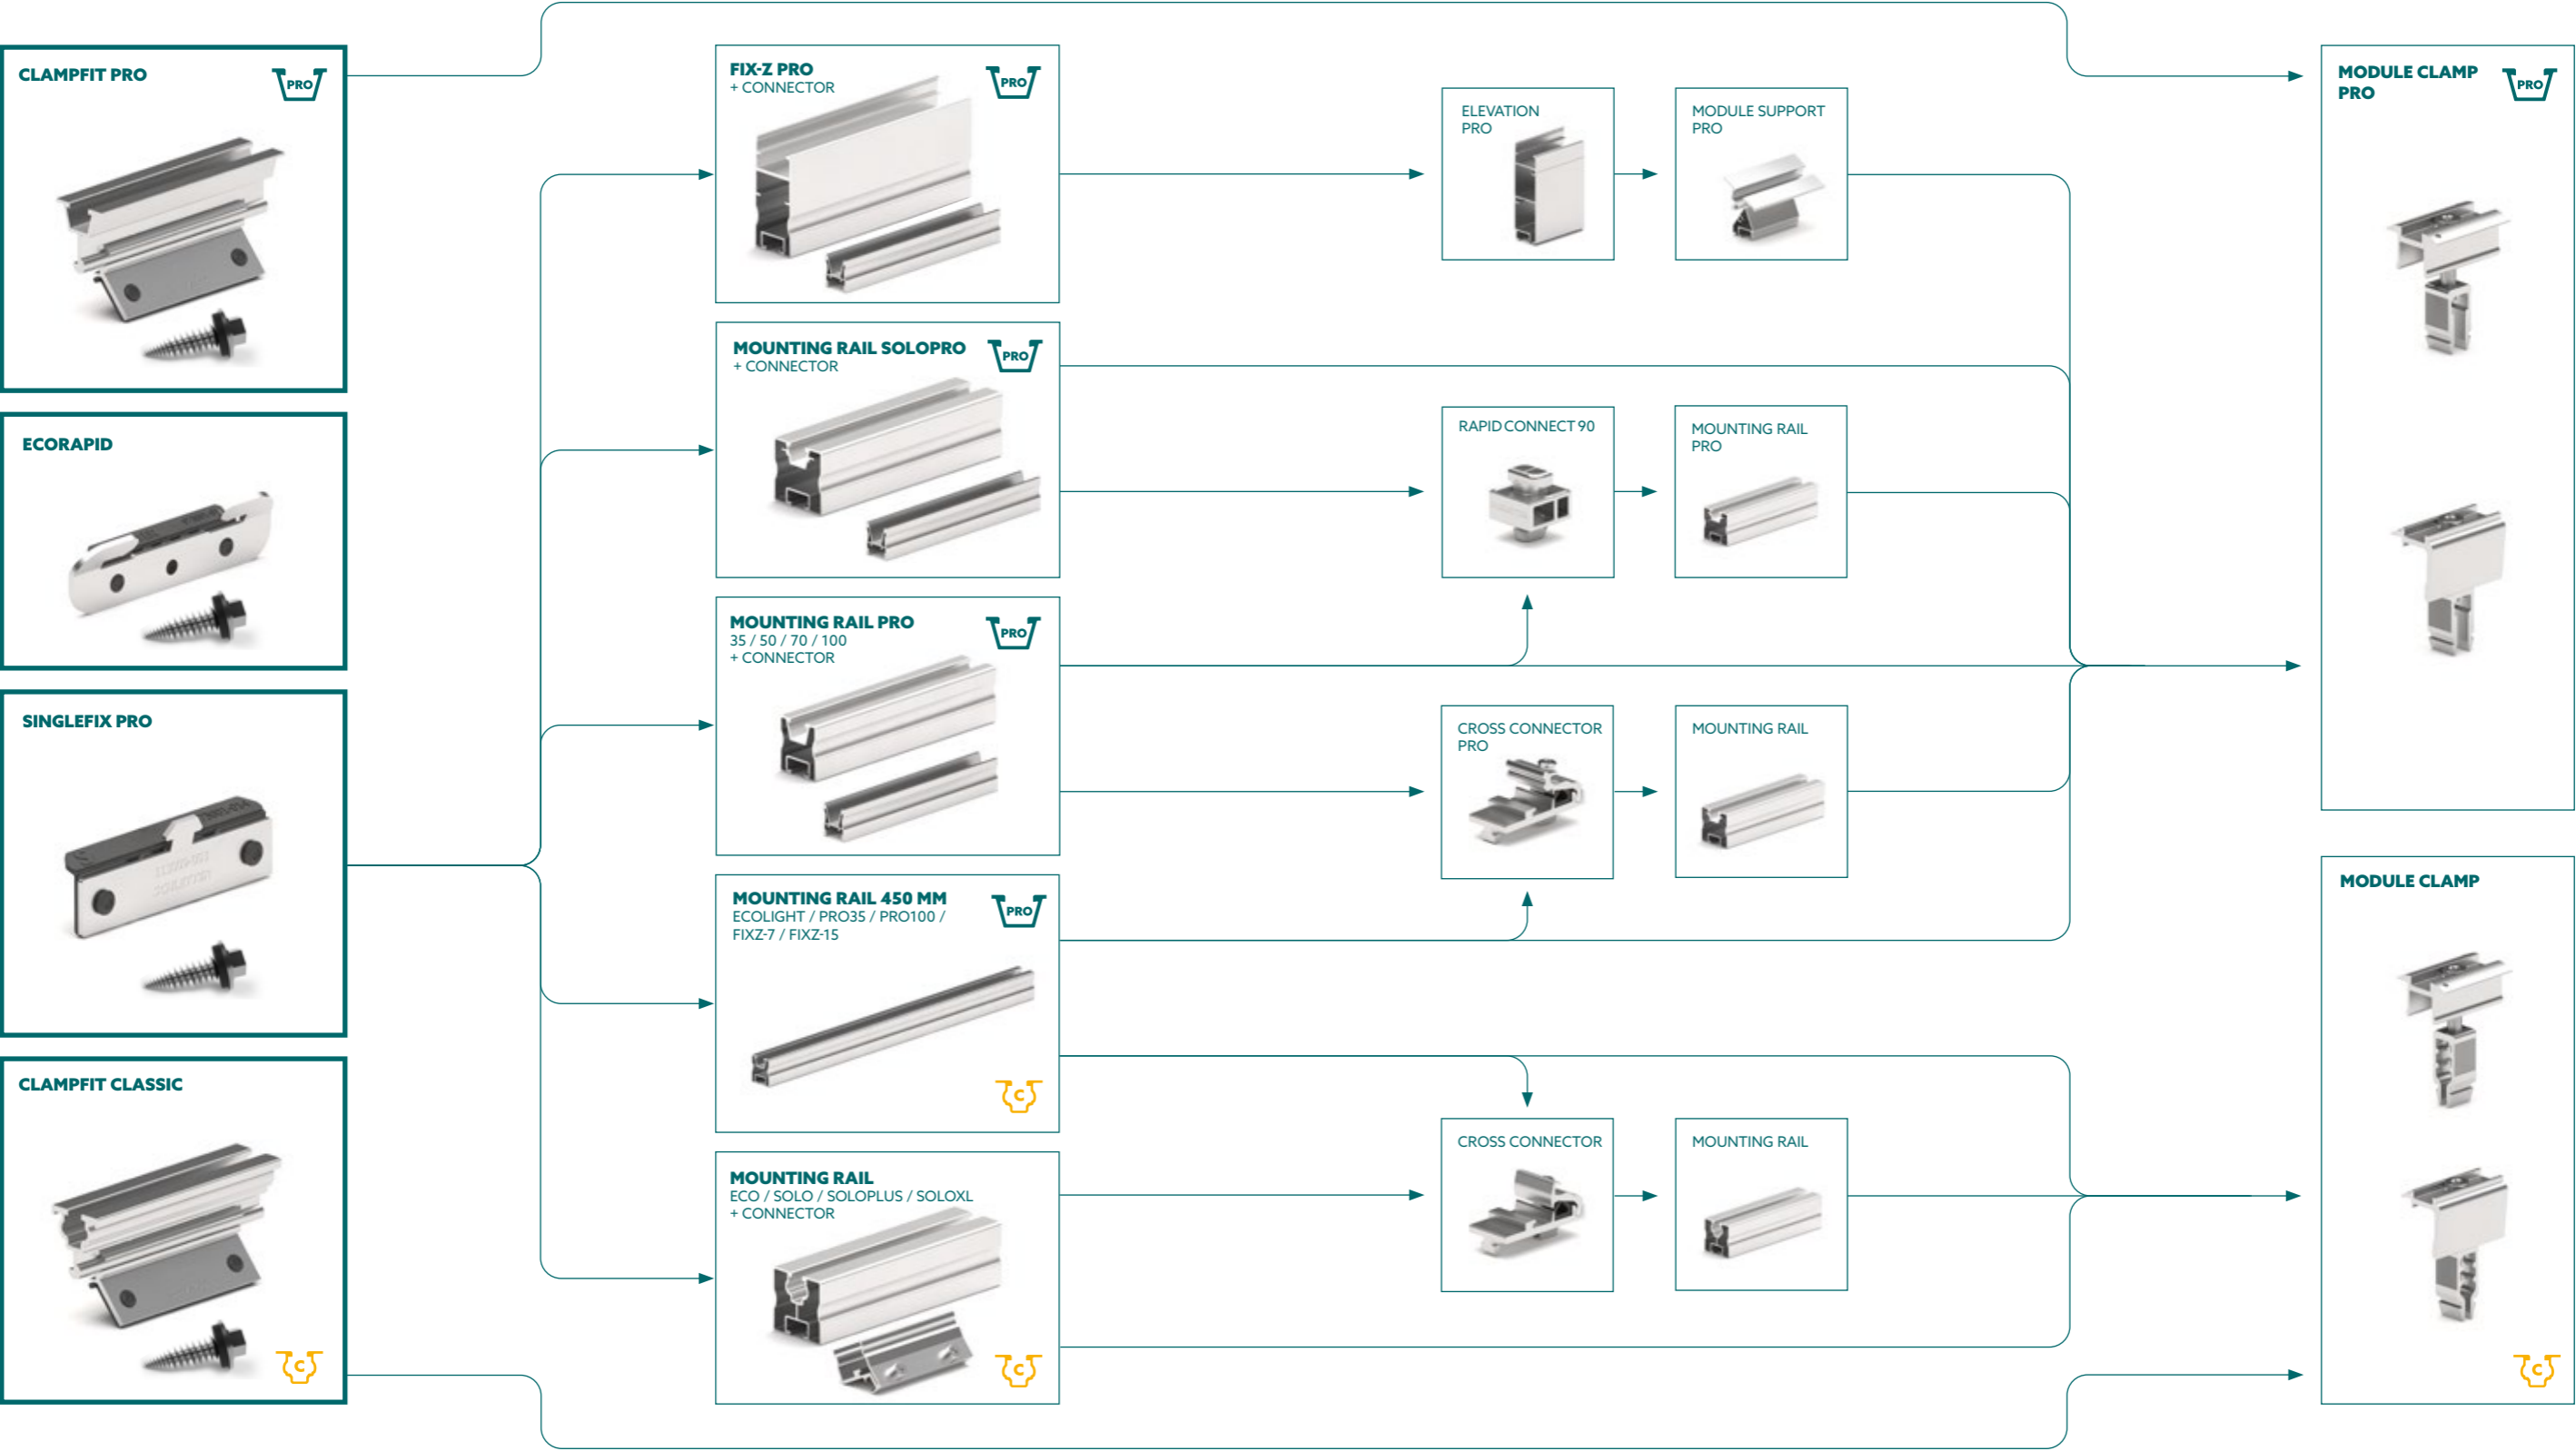 CLAMPFIT PRO
PRO
ECORAPID
SINGLEFIX PRO
CLAMPFIT CLASSIC
C
FIX-Z PRO
+ CONNECTOR
PRO
MOUNTING RAIL SOLOPRO
+ CONNECTOR
PRO
MOUNTING RAIL PRO
35 / 50 / 70 / 100
+ CONNECTOR
PRO
MOUNTING RAIL 450 MM
ECOLIGHT / PRO35 / PRO100 /
FIXZ-7 / FIXZ-15
PRO
C
MOUNTING RAIL
ECO / SOLO / SOLOPLUS / SOLOXL
+ CONNECTOR
C
ELEVATION
PRO
MODULE SUPPORT
PRO
RAPID CONNECT 90
MOUNTING RAIL
PRO
CROSS CONNECTOR
PRO
MOUNTING RAIL
CROSS CONNECTOR
MOUNTING RAIL
MODULE CLAMP
PRO
PRO
MODULE CLAMP
C